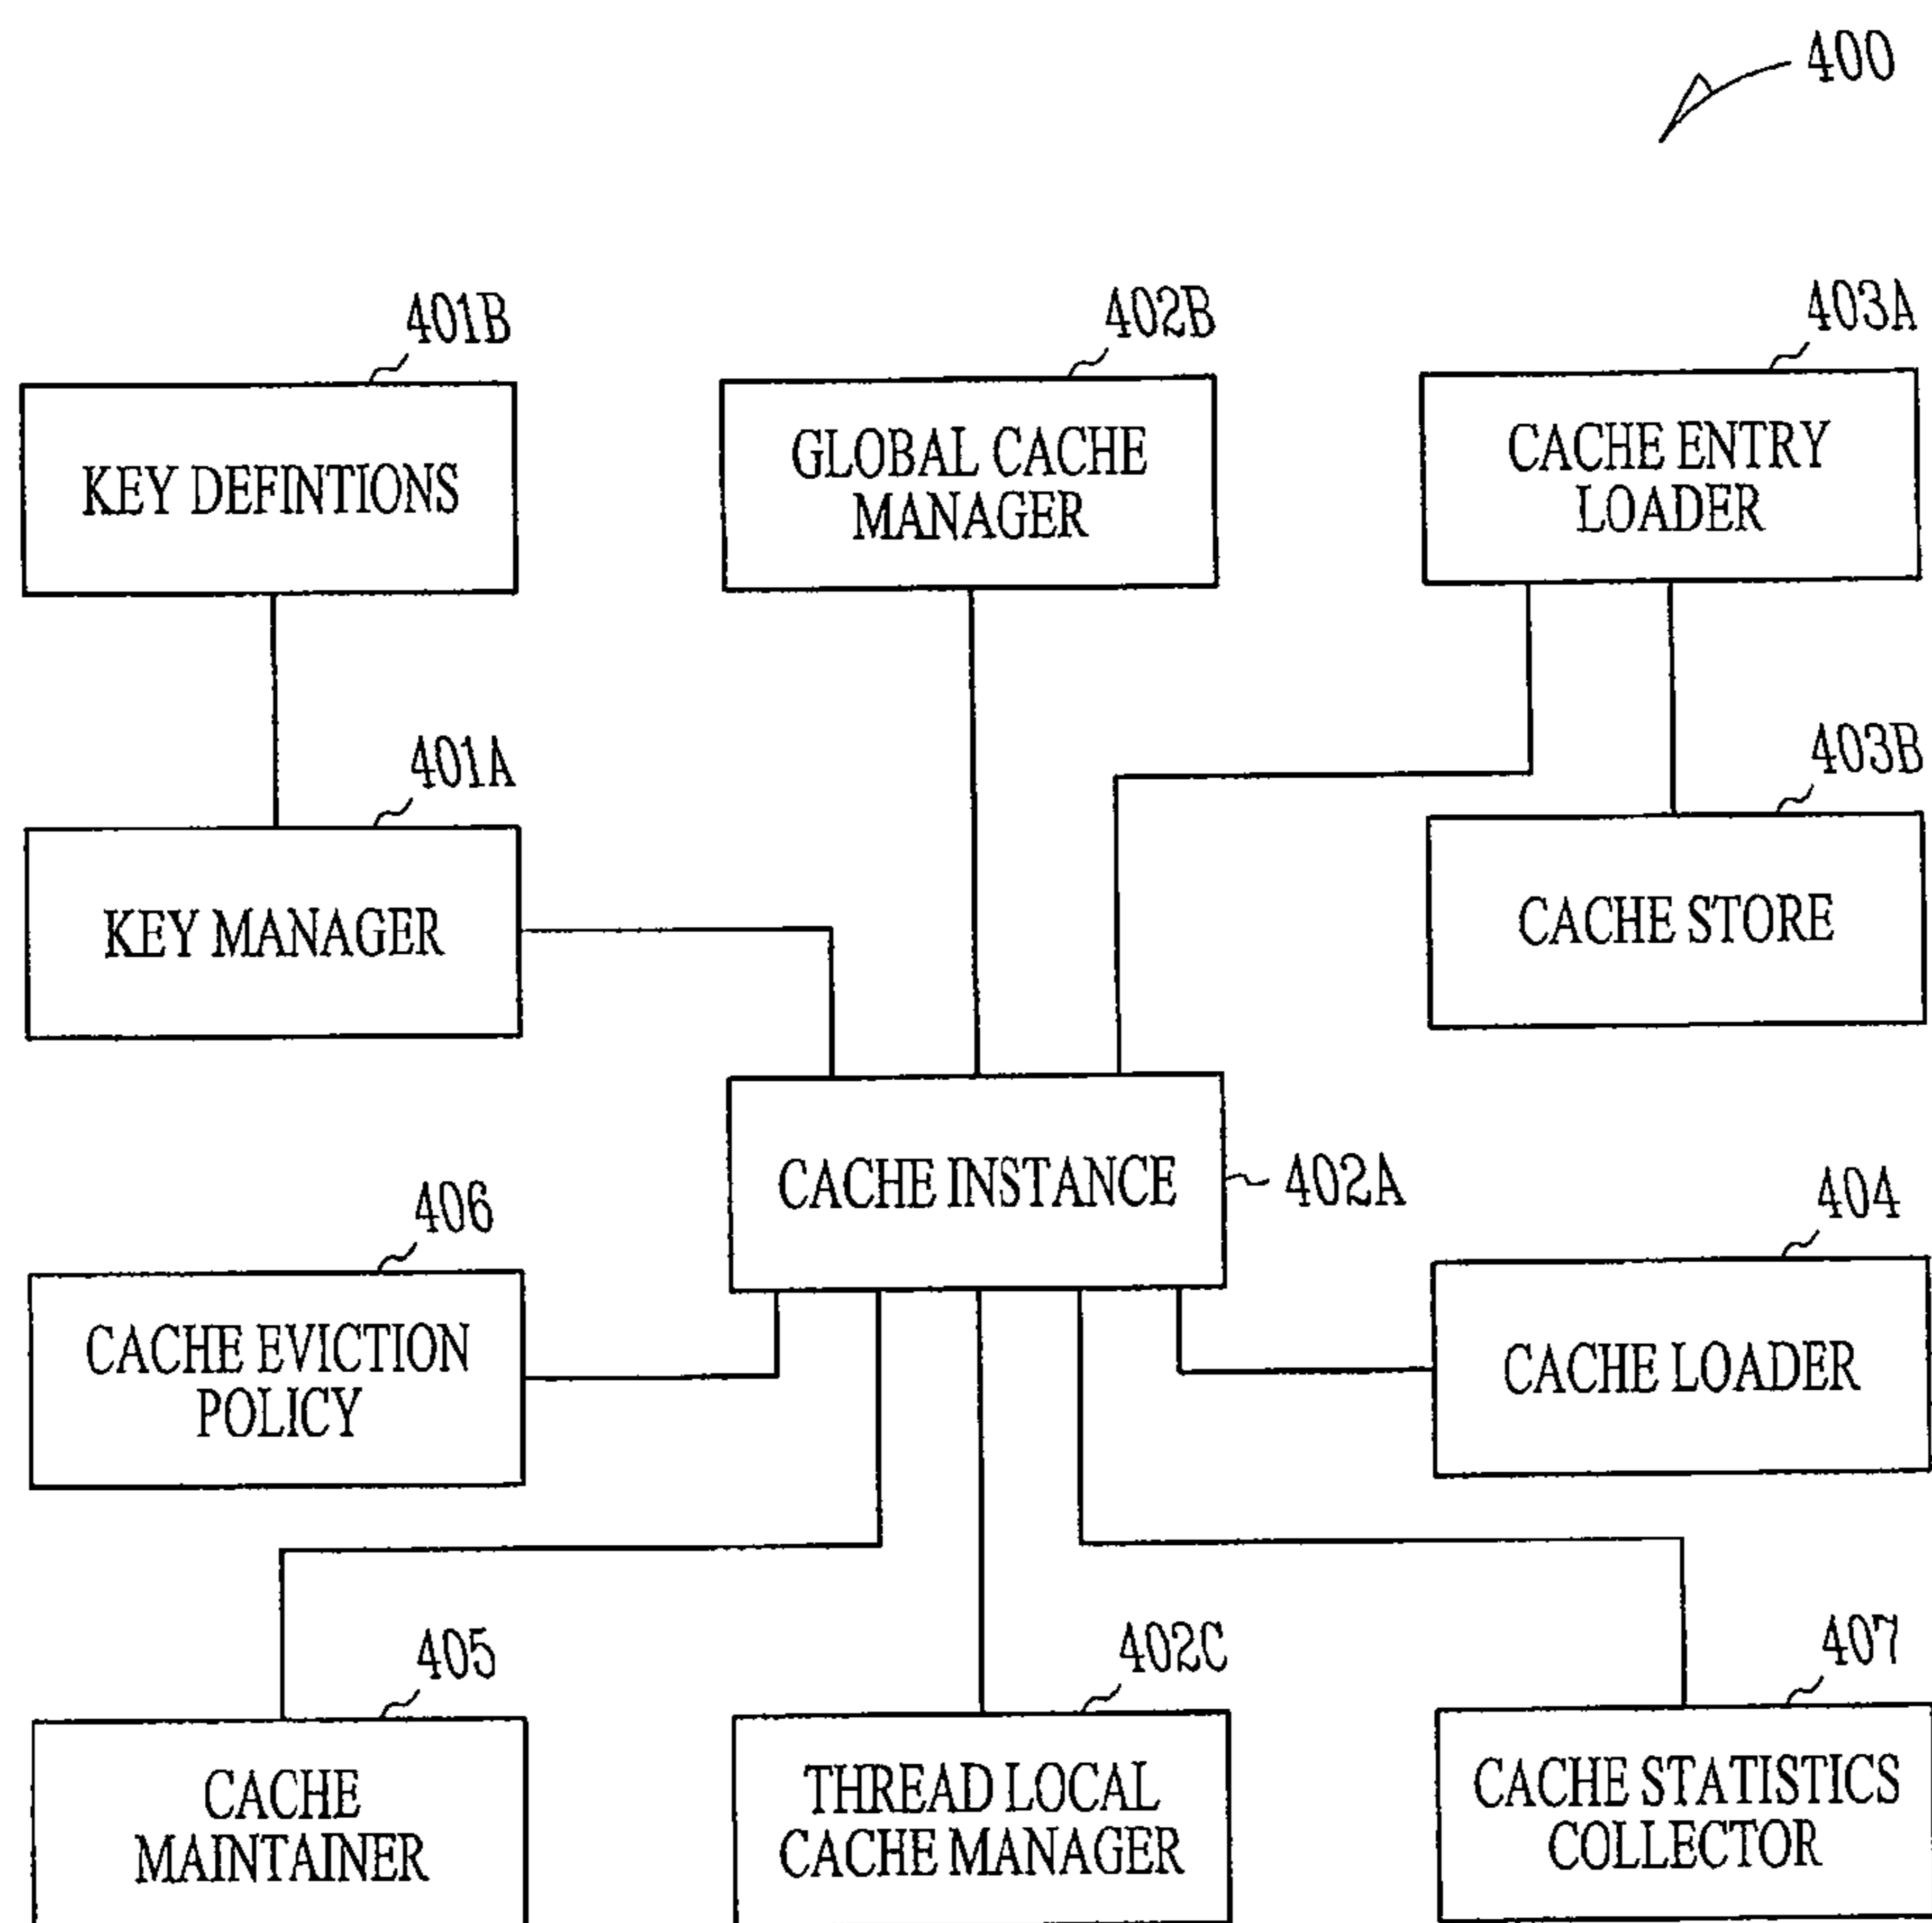 400
401B
402B
403A
KEY DEFINTIONS
GLOBAL CACHE
MANAGER
CACHE ENTRY
LOADER
401A
403B
KEY MANAGER
CACHE STORE
CACHE INSTANCE
402A
406
404
CACHE EVICTION
POLICY
CACHE LOADER
405
402C
407
CACHE
MAINTAINER
THREAD LOCAL
CACHE MANAGER
CACHE STATISTICS
COLLECTOR